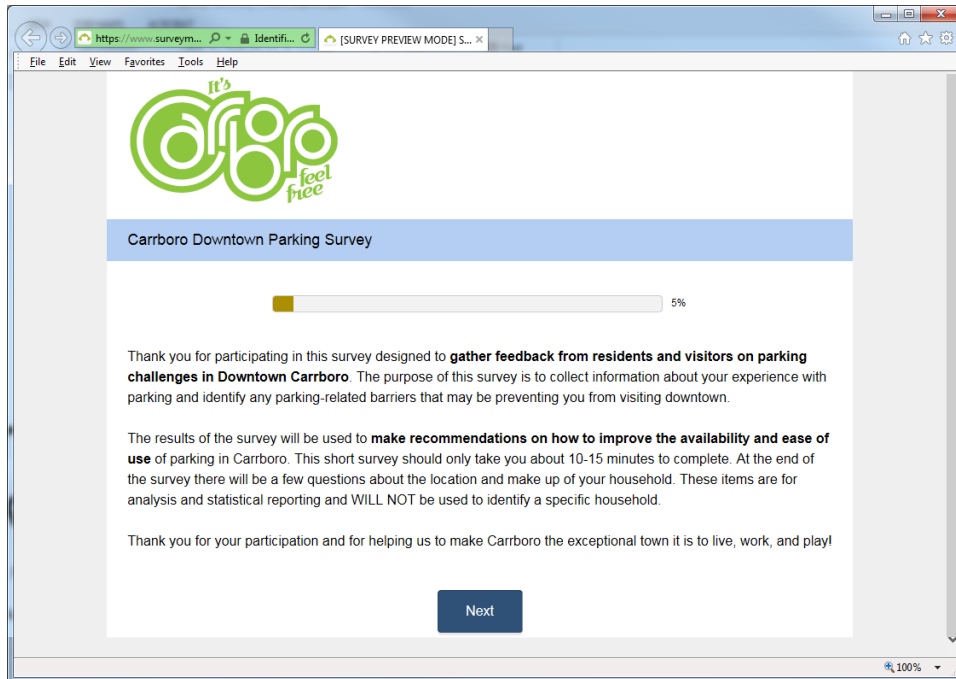 https://www.surveym... Identifi... [SURVEY PREVIEW MODE] S...
File Edit View Favorites Tools Help
It's
Carrboro
feel
free
Carrboro Downtown Parking Survey
5%
Thank you for participating in this survey designed to gather feedback from residents and visitors on parking
challenges in Downtown Carrboro. The purpose of this survey is to collect information about your experience with
parking and identify any parking-related barriers that may be preventing you from visiting downtown.
The results of the survey will be used to make recommendations on how to improve the availability and ease of
use of parking in Carrboro. This short survey should only take you about 10-15 minutes to complete. At the end of
the survey there will be a few questions about the location and make up of your household. These items are for
analysis and statistical reporting and WILL NOT be used to identify a specific household.
Thank you for your participation and for helping us to make Carrboro the exceptional town it is to live, work, and play!
Next
100%